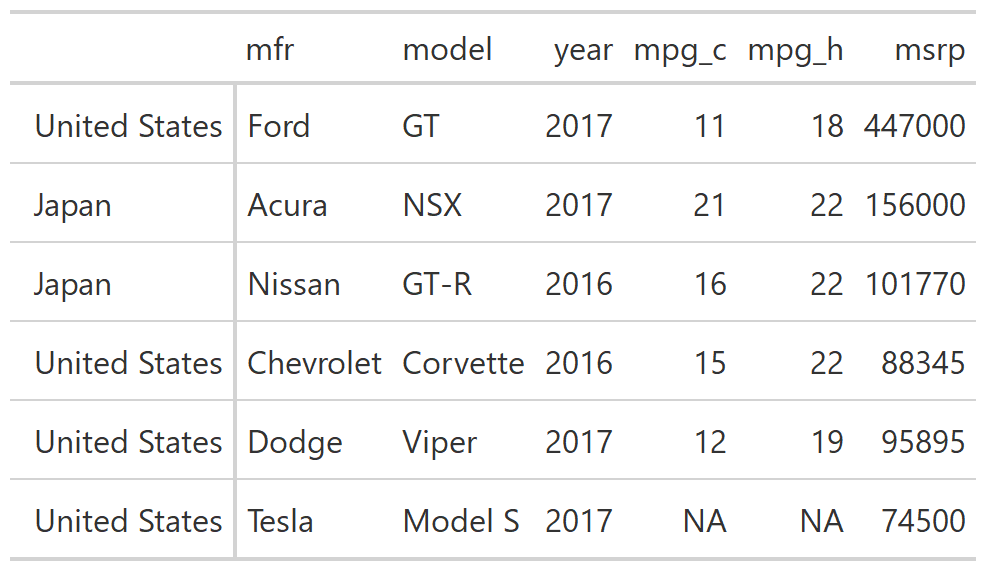 mfr model year mpg_c mpg_h msrp
United States Ford GT 2017 11 18 447000
Japan Acura NSX 2017 21 22 156000
Japan Nissan GT-R 2016 16 22 101770
United States Chevrolet Corvette 2016 15 22 88345
United States Dodge Viper 2017 12 19 95895
United States Tesla Model S 2017 NA NA 74500